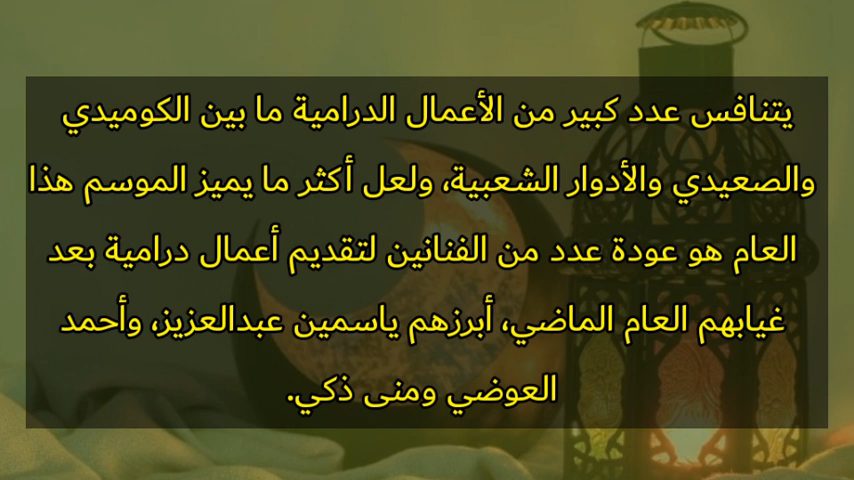 يتنافس عدد كبير من الأعمال الدرامية ما بين الكوميدي
والصعيدي والأدوار الشعبية، ولعل أكثر ما يميز الموسم هذا
العام هو عودة عدد من الفنانين لتقديم أعمال درامية بعد
غيابهم العام الماضي، أبرزهم ياسمين عبدالعزيز، وأحمد
العوضي ومنى ذكي.